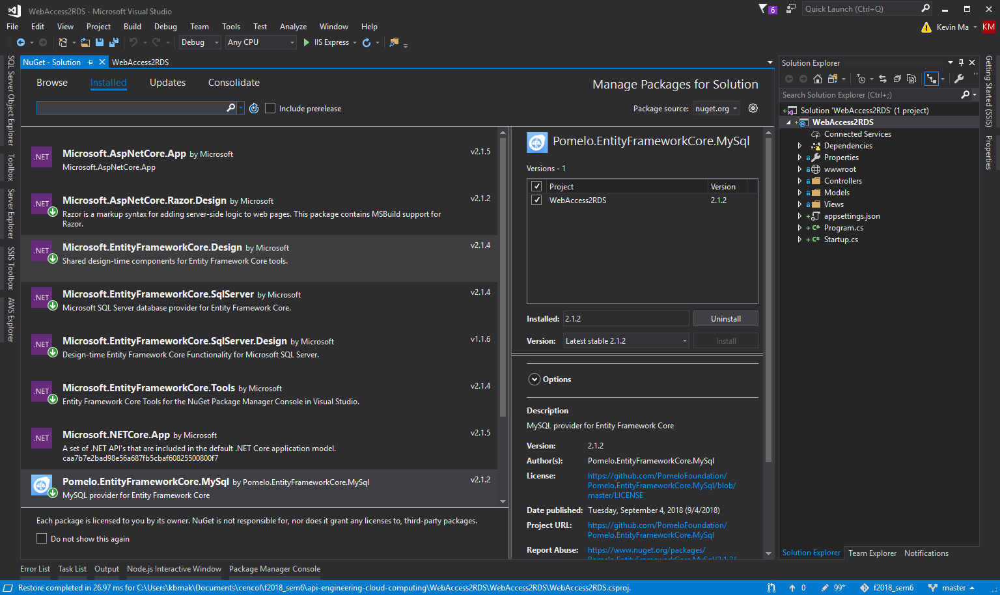 WebAccess2RDS - Microsoft Visual Studio
6
Quick Launch (Ctrl+Q)
File Edit View Project Build Debug Team Tools Test Analyze Window Help
Kevin Ma KM
Debug Any CPU IIS Express
SQL Server Object Explorer
Toolbox
Server Explorer
SSIS Toolbox
AWS Explorer
NuGet - Solution WebAccess2RDS
Browse Installed Updates Consolidate
Manage Packages for Solution
Include prerelease
Package source: nuget.org
.NET
Microsoft.AspNetCore.App by Microsoft v2.1.5
Microsoft.AspNetCore.App
.NET
Microsoft.AspNetCore.Razor.Design by Microsoft v2.1.2
Razor is a markup syntax for adding server-side logic to web pages. This package contains MSBuild support for
Razor.
.NET
Microsoft.EntityFrameworkCore.Design by Microsoft v2.1.4
Shared design-time components for Entity Framework Core tools.
.NET
Microsoft.EntityFrameworkCore.SqlServer by Microsoft v2.1.4
Microsoft SQL Server database provider for Entity Framework Core.
.NET
Microsoft.EntityFrameworkCore.SqlServer.Design by Microsoft v1.1.6
Design-time Entity Framework Core Functionality for Microsoft SQL Server.
.NET
Microsoft.EntityFrameworkCore.Tools by Microsoft v2.1.4
Entity Framework Core Tools for the NuGet Package Manager Console in Visual Studio.
.NET
Microsoft.NETCore.App by Microsoft v2.1.5
A set of .NET API's that are included in the default .NET Core application model.
caa7b7e2bad98e56a687fb5cbaf60825500800f7
Pomelo.EntityFrameworkCore.MySql by Pomelo.EntityFrameworkCore.MySql v2.1.2
MySQL provider for Entity Framework Core
Each package is licensed to you by its owner. NuGet is not responsible for, nor does it grant any licenses to, third-party packages.
Do not show this again
Pomelo.EntityFrameworkCore.MySql
Versions - 1
Project Version
WebAccess2RDS 2.1.2
Installed: 2.1.2 Uninstall
Version: Latest stable 2.1.2 Install
Options
Description
MySQL provider for Entity Framework Core
Version: 2.1.2
Author(s): Pomelo.EntityFrameworkCore.MySql
License: https://github.com/PomeloFoundation/
Pomelo.EntityFrameworkCore.MySql/blob/
master/LICENSE
Date published: Tuesday, September 4, 2018 (9/4/2018)
Project URL: https://github.com/PomeloFoundation/
Pomelo.EntityFrameworkCore.MySql
Report Abuse: https://www.nuget.org/packages/
Pomelo.EntityFrameworkCore.MySql/2.1.2/
Solution Explorer
Search Solution Explorer (Ctrl+;)
Solution 'WebAccess2RDS' (1 project)
WebAccess2RDS
Connected Services
Dependencies
Properties
wwwroot
Controllers
Models
Views
appsettings.json
C# Program.cs
C# Startup.cs
Solution Explorer Team Explorer Notifications
Getting Started (SSIS)
Properties
Error List Task List Output Node.js Interactive Window Package Manager Console
Restore completed in 26.97 ms for C:\Users\kbmak\Documents\cencol\f2018_sem6\api-engineering-cloud-computing\WebAccess2RDS\WebAccess2RDS\WebAccess2RDS.csproj.
0 99* f2018_sem6 master